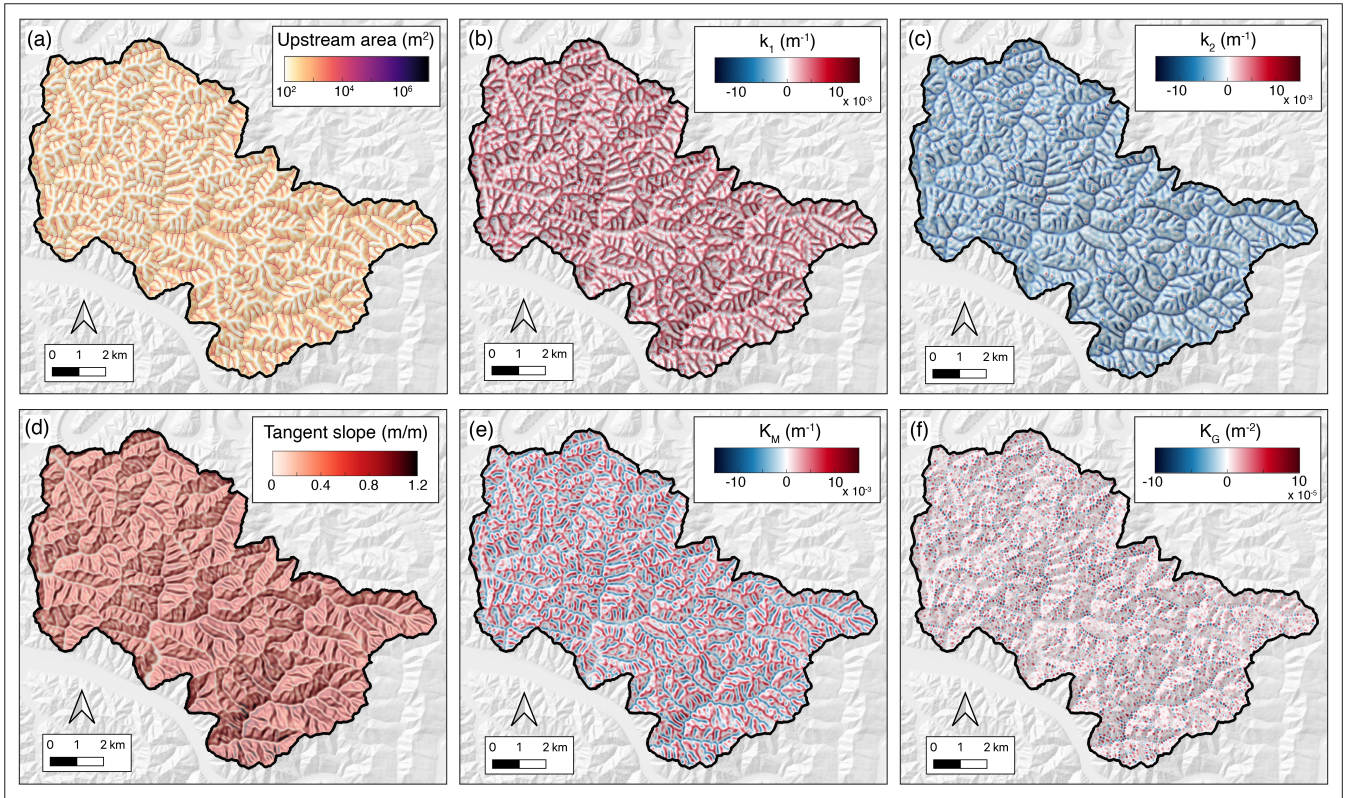 (a)
Upstream area (m²)
10² 10⁴ 10⁶
0 1 2 km
(b)
k₁ (m⁻¹)
-10 0 10
x 10⁻³
0 1 2 km
(c)
k₂ (m⁻¹)
-10 0 10
x 10⁻³
0 1 2 km
(d)
Tangent slope (m/m)
0 0.4 0.8 1.2
0 1 2 km
(e)
K_M (m⁻¹)
-10 0 10
x 10⁻³
0 1 2 km
(f)
K_G (m⁻²)
-10 0 10
x 10⁻⁵
0 1 2 km